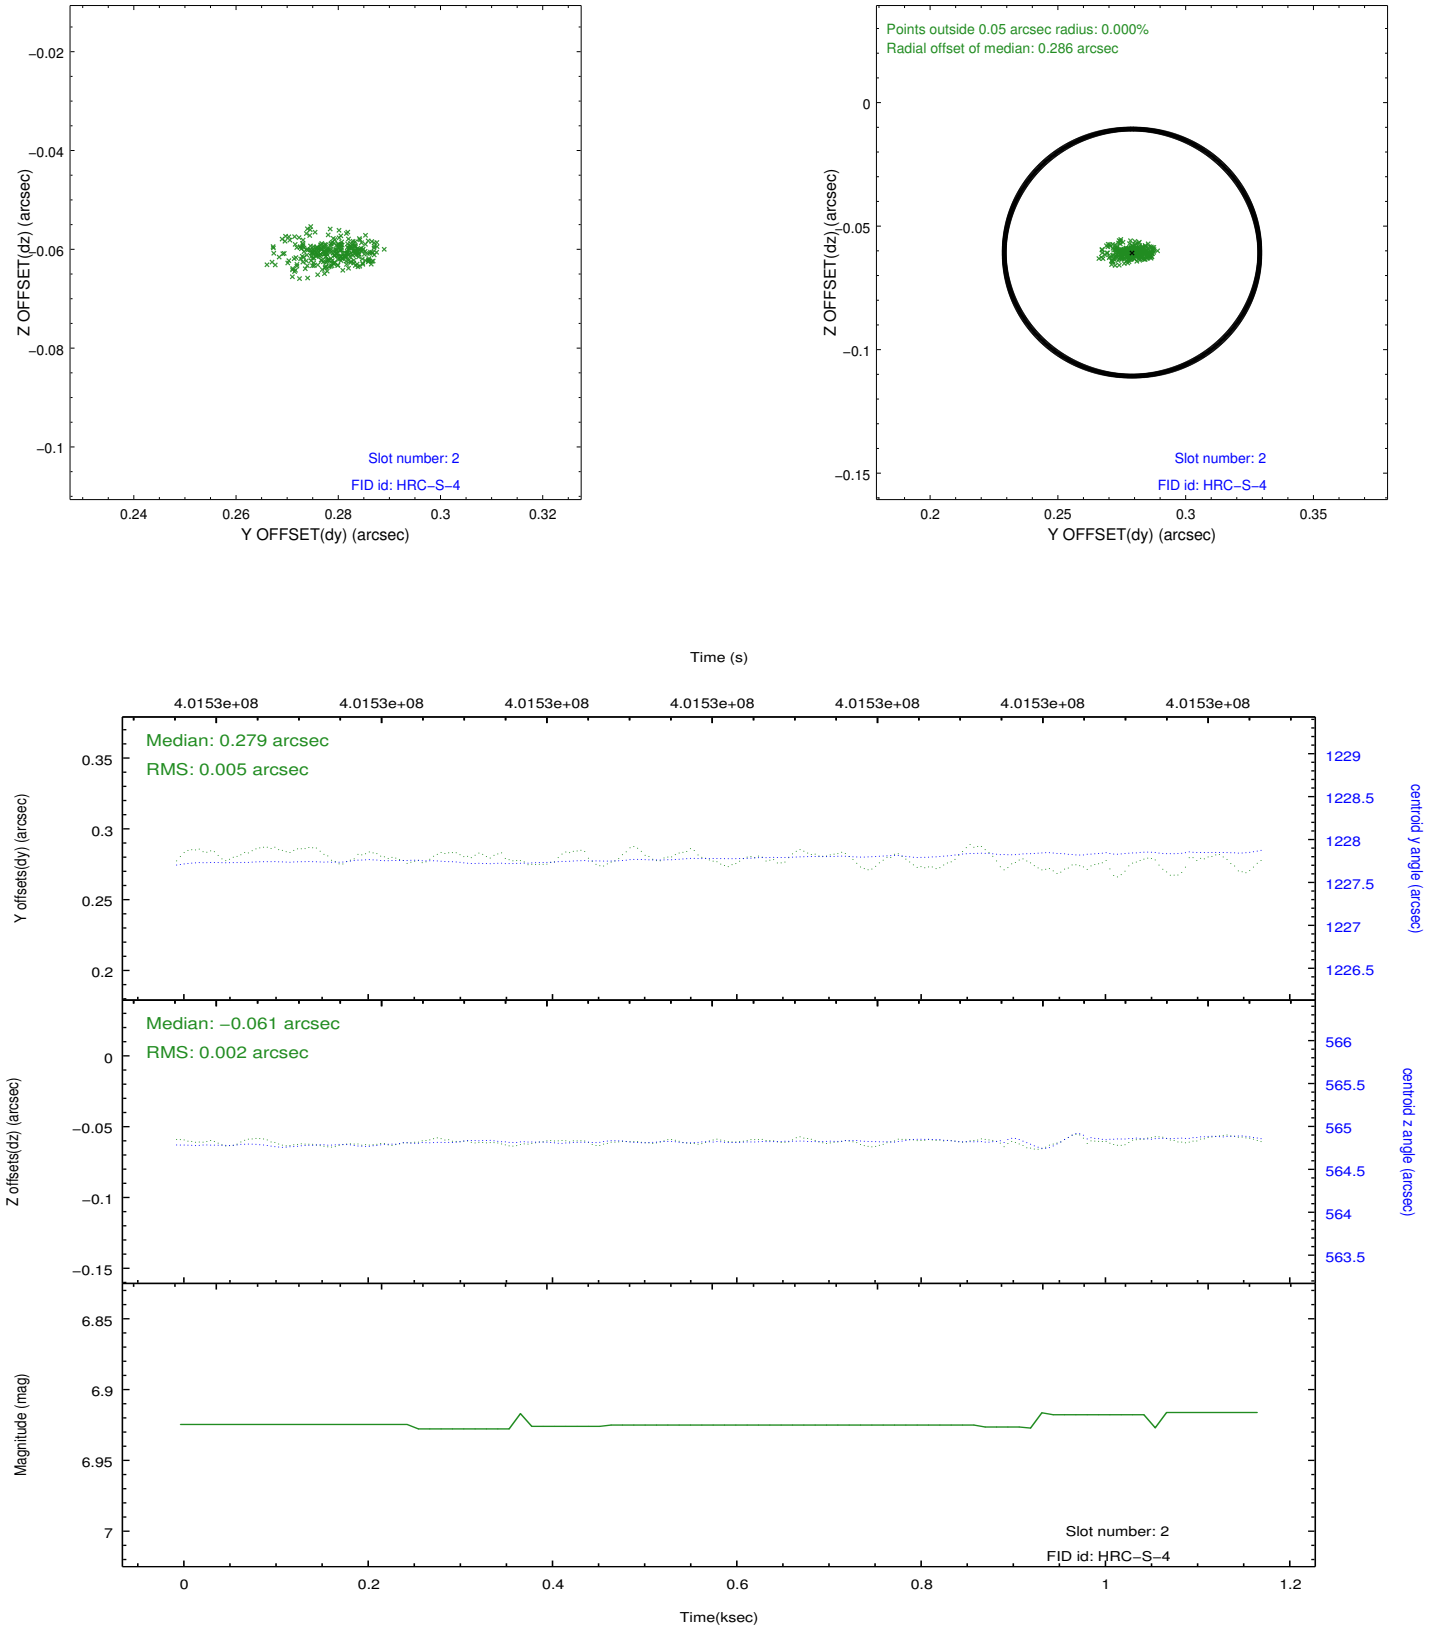 −0.02
−0.04
−0.06
−0.08
−0.1
Z OFFSET(dz) (arcsec)
Slot number: 2
FID id: HRC−S−4
0.24 0.26 0.28 0.3 0.32
Y OFFSET(dy) (arcsec)
Points outside 0.05 arcsec radius: 0.000%
Radial offset of median: 0.286 arcsec
0
−0.05
−0.1
−0.15
Z OFFSET(dz) (arcsec)
Slot number: 2
FID id: HRC−S−4
0.2 0.25 0.3 0.35
Y OFFSET(dy) (arcsec)
Time (s)
4.0153e+08 4.0153e+08 4.0153e+08 4.0153e+08 4.0153e+08 4.0153e+08 4.0153e+08
Median: 0.279 arcsec
RMS: 0.005 arcsec
0.35
0.3
0.25
0.2
Y offsets(dy) (arcsec)
1229
1228.5
1228
1227.5
1227
1226.5
centroid y angle (arcsec)
Median: −0.061 arcsec
RMS: 0.002 arcsec
0
−0.05
−0.1
−0.15
Z offsets(dz) (arcsec)
566
565.5
565
564.5
564
563.5
centroid z angle (arcsec)
6.85
6.9
6.95
7
Magnitude (mag)
Slot number: 2
FID id: HRC−S−4
0 0.2 0.4 0.6 0.8 1 1.2
Time(ksec)